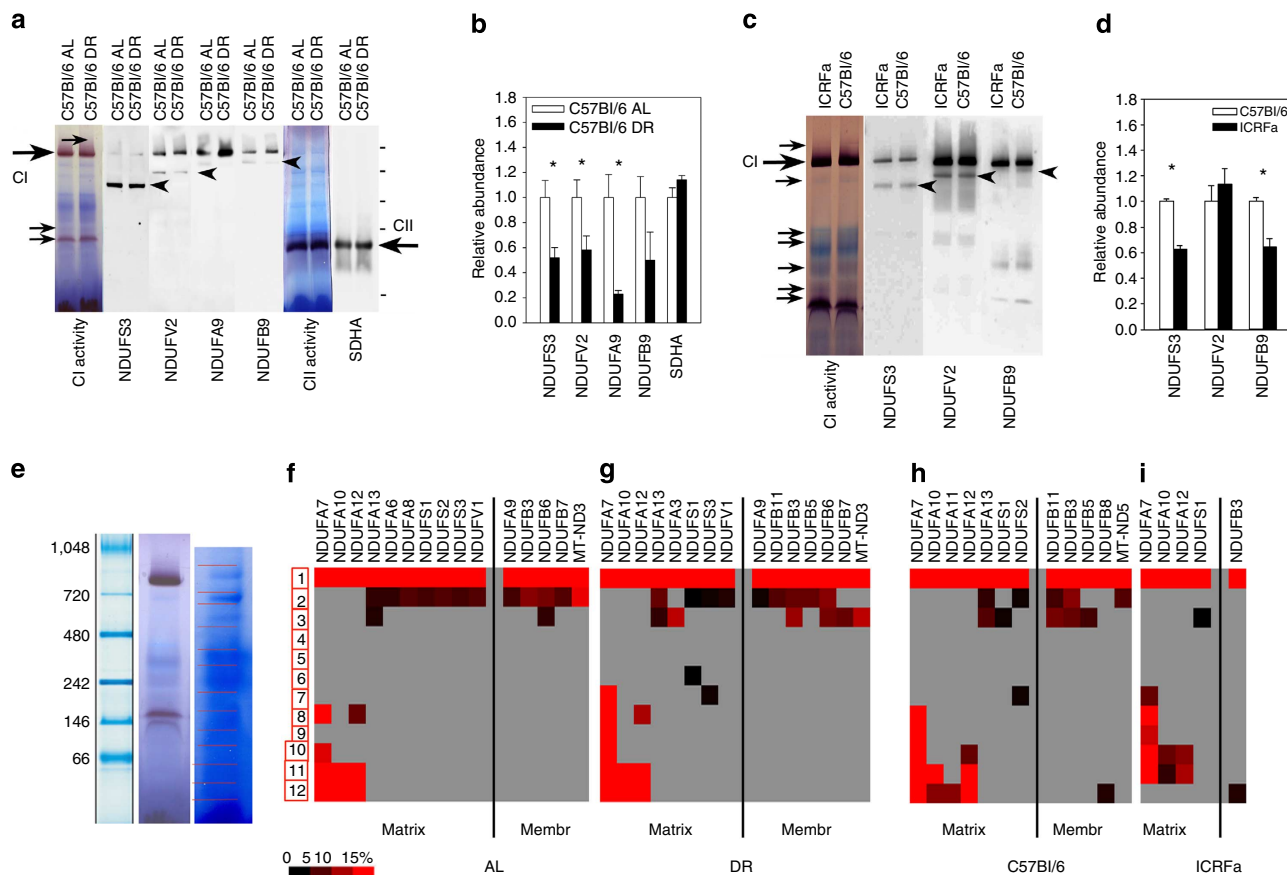 a
C57Bl/6 AL
C57Bl/6 DR
C57Bl/6 AL
C57Bl/6 DR
C57Bl/6 AL
C57Bl/6 DR
C57Bl/6 AL
C57Bl/6 DR
C57Bl/6 AL
C57Bl/6 DR
C57Bl/6 AL
C57Bl/6 DR
C57Bl/6 AL
C57Bl/6 DR
CI
CII
CI activity
NDUFS3
NDUFV2
NDUFA9
NDUFB9
CII activity
SDHA
b
Relative abundance
1.8
1.6
1.4
1.2
1.0
0.8
0.6
0.4
0.2
0.0
C57BI/6 AL
C57BI/6 DR
* * *
NDUFS3
NDUFV2
NDUFA9
NDUFB9
SDHA
c
ICRFa
C57BI/6
ICRFa
C57BI/6
ICRFa
C57BI/6
ICRFa
C57BI/6
CI
CI activity
NDUFS3
NDUFV2
NDUFB9
d
Relative abundance
1.8
1.6
1.4
1.2
1.0
0.8
0.6
0.4
0.2
0.0
C57BI/6
ICRFa
* *
NDUFS3
NDUFV2
NDUFB9
e
1,048
720
480
242
146
66
f
NDUFA7
NDUFA10
NDUFA12
NDUFA13
NDUFA6
NDUFA8
NDUFS1
NDUFS2
NDUFS3
NDUFV1
NDUFA9
NDUFB3
NDUFB6
NDUFB7
MT-ND3
1
2
3
4
5
6
7
8
9
10
11
12
Matrix
Membr
AL
0 5 10 15%
g
NDUFA7
NDUFA10
NDUFA12
NDUFA13
NDUFA3
NDUFS1
NDUFS3
NDUFV1
NDUFA9
NDUFB11
NDUFB3
NDUFB5
NDUFB6
NDUFB7
MT-ND3
Matrix
Membr
DR
h
NDUFA7
NDUFA10
NDUFA11
NDUFA12
NDUFA13
NDUFS1
NDUFS2
NDUFB11
NDUFB3
NDUFB5
NDUFB8
MT-ND5
Matrix
Membr
C57BI/6
i
NDUFA7
NDUFA10
NDUFA12
NDUFS1
NDUFB3
Matrix
ICRFa